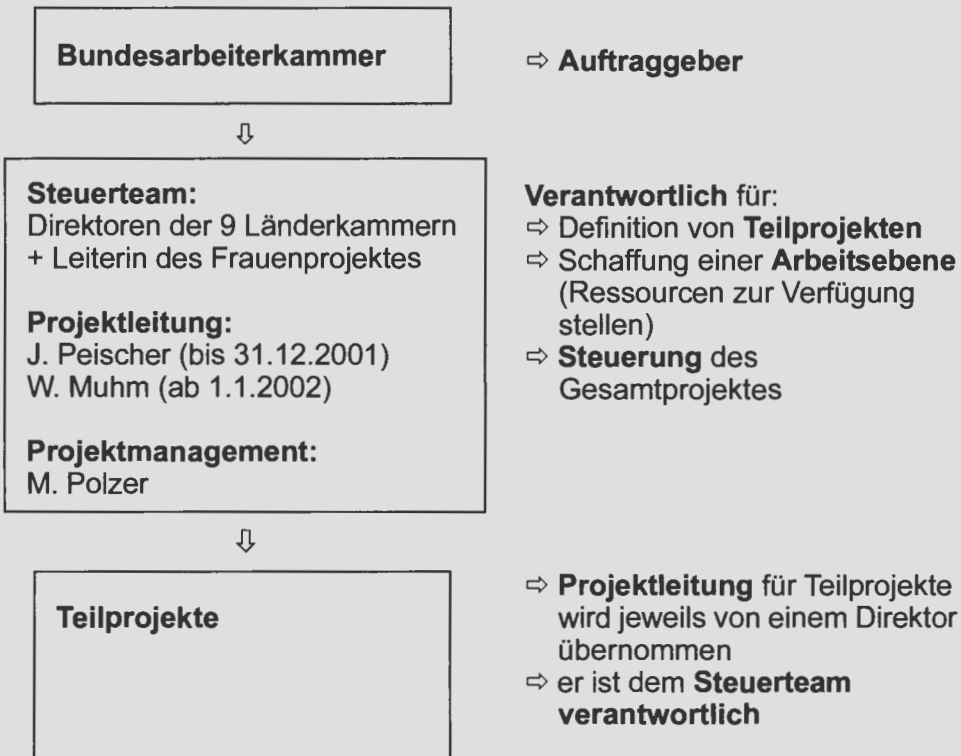 Bundesarbeiterkammer
⇨ Auftraggeber
⇩
Steuerteam:
Direktoren der 9 Länderkammern
+ Leiterin des Frauenprojektes
Projektleitung:
J. Peischer (bis 31.12.2001)
W. Muhm (ab 1.1.2002)
Projektmanagement:
M. Polzer
Verantwortlich für:
⇨ Definition von Teilprojekten
⇨ Schaffung einer Arbeitsebene
(Ressourcen zur Verfügung
stellen)
⇨ Steuerung des
Gesamtprojektes
⇩
Teilprojekte
⇨ Projektleitung für Teilprojekte
wird jeweils von einem Direktor
übernommen
⇨ er ist dem Steuerteam
verantwortlich